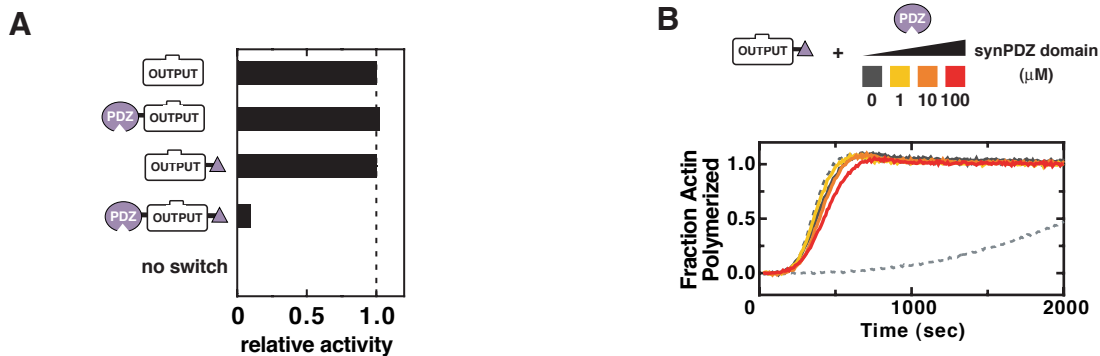 A
OUTPUT
PDZ OUTPUT
OUTPUT
PDZ OUTPUT
no switch
0 0.5 1.0
relative activity
B
PDZ
OUTPUT + synPDZ domain
(μM)
0 1 10 100
Fraction Actin
Polymerized
1.0
0.5
0.0
0 1000 2000
Time (sec)